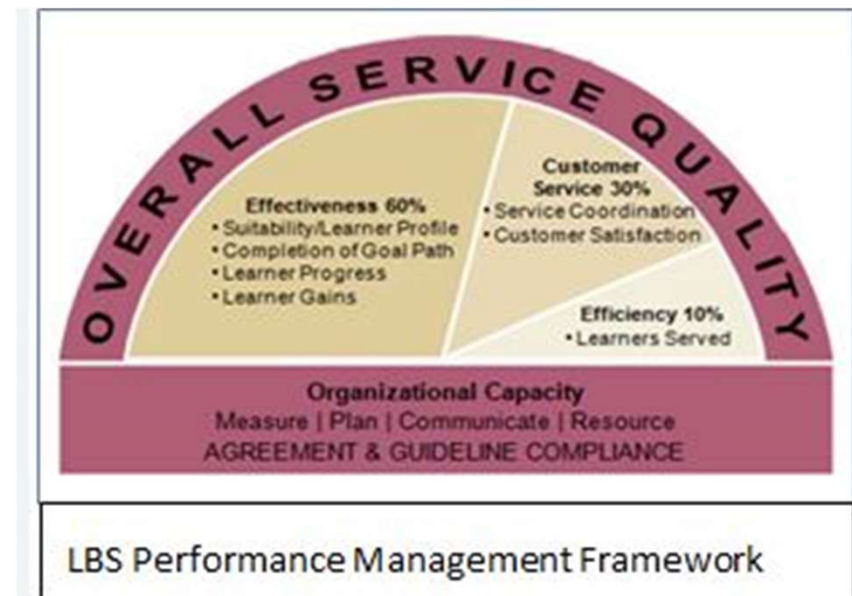 OVERALL SERVICE QUALITY
Effectiveness 60%
• Suitability/Learner Profile
• Completion of Goal Path
• Learner Progress
• Learner Gains
Customer
Service 30%
• Service Coordination
• Customer Satisfaction
Efficiency 10%
• Learners Served
Organizational Capacity
Measure | Plan | Communicate | Resource
AGREEMENT & GUIDELINE COMPLIANCE
LBS Performance Management Framework